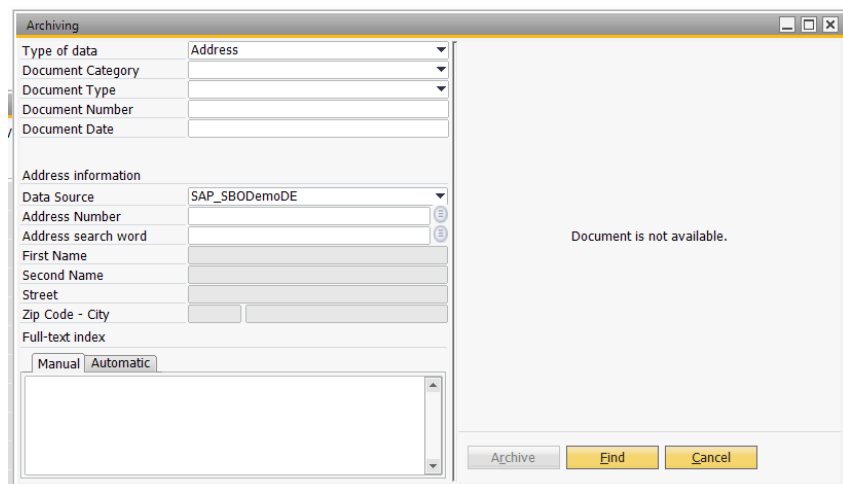 Archiving
Type of data Address
Document Category
Document Type
Document Number
Document Date
Address information
Data Source SAP_SBODemoDE
Address Number
Address search word
First Name
Second Name
Street
Zip Code - City
Full-text index
Manual Automatic
Document is not available.
Archive Find Cancel